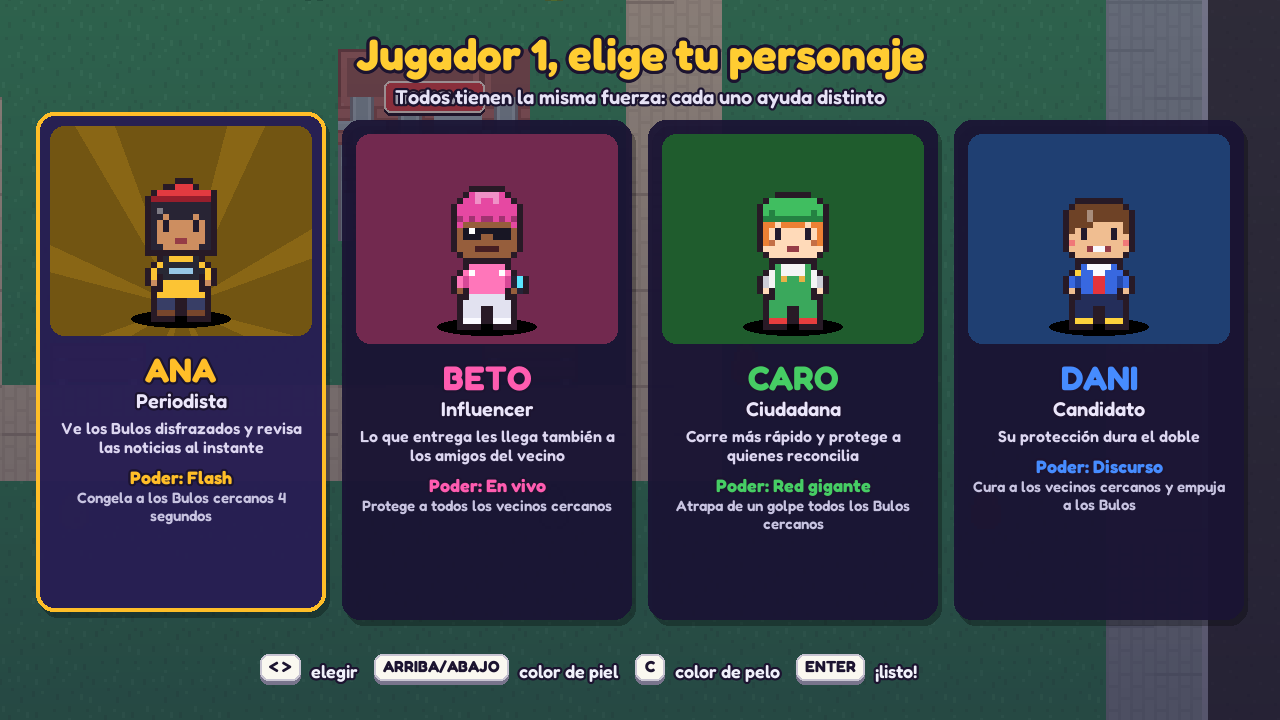 Jugador 1, elige tu personaje
Todos tienen la misma fuerza: cada uno ayuda distinto
ANA
Periodista
Ve los Bulos disfrazados y revisa
las noticias al instante
Poder: Flash
Congela a los Bulos cercanos 4
segundos
BETO
Influencer
Lo que entrega les llega también a
los amigos del vecino
Poder: En vivo
Protege a todos los vecinos cercanos
CARO
Ciudadana
Corre más rápido y protege a
quienes reconcilia
Poder: Red gigante
Atrapa de un golpe todos los Bulos
cercanos
DANI
Candidato
Su protección dura el doble
Poder: Discurso
Cura a los vecinos cercanos y empuja
a los Bulos
< > elegir ARRIBA/ABAJO color de piel C color de pelo ENTER ¡listo!